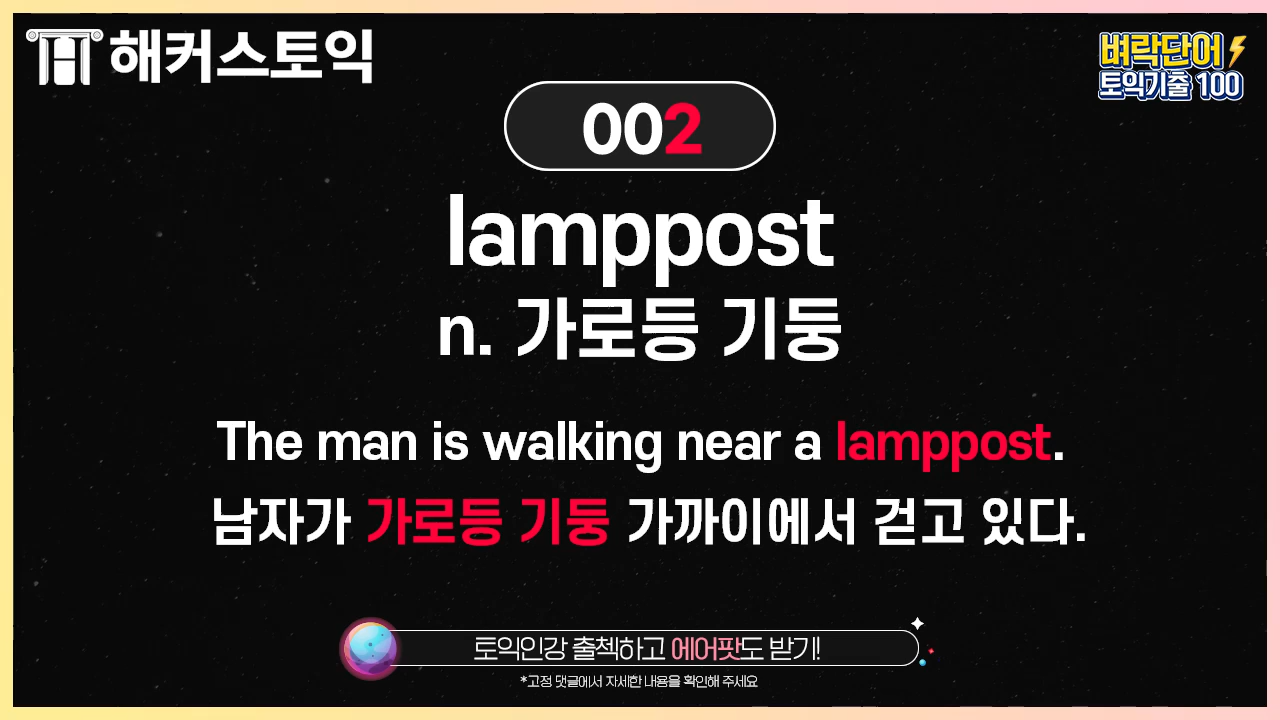 해커스토익
벼락단어
토익기출 100
002
lamppost
n. 가로등 기둥
The man is walking near a lamppost.
남자가 가로등 기둥 가까이에서 걷고 있다.
토익인강 출첵하고 에어팟도 받기!
*고정 댓글에서 자세한 내용을 확인해 주세요